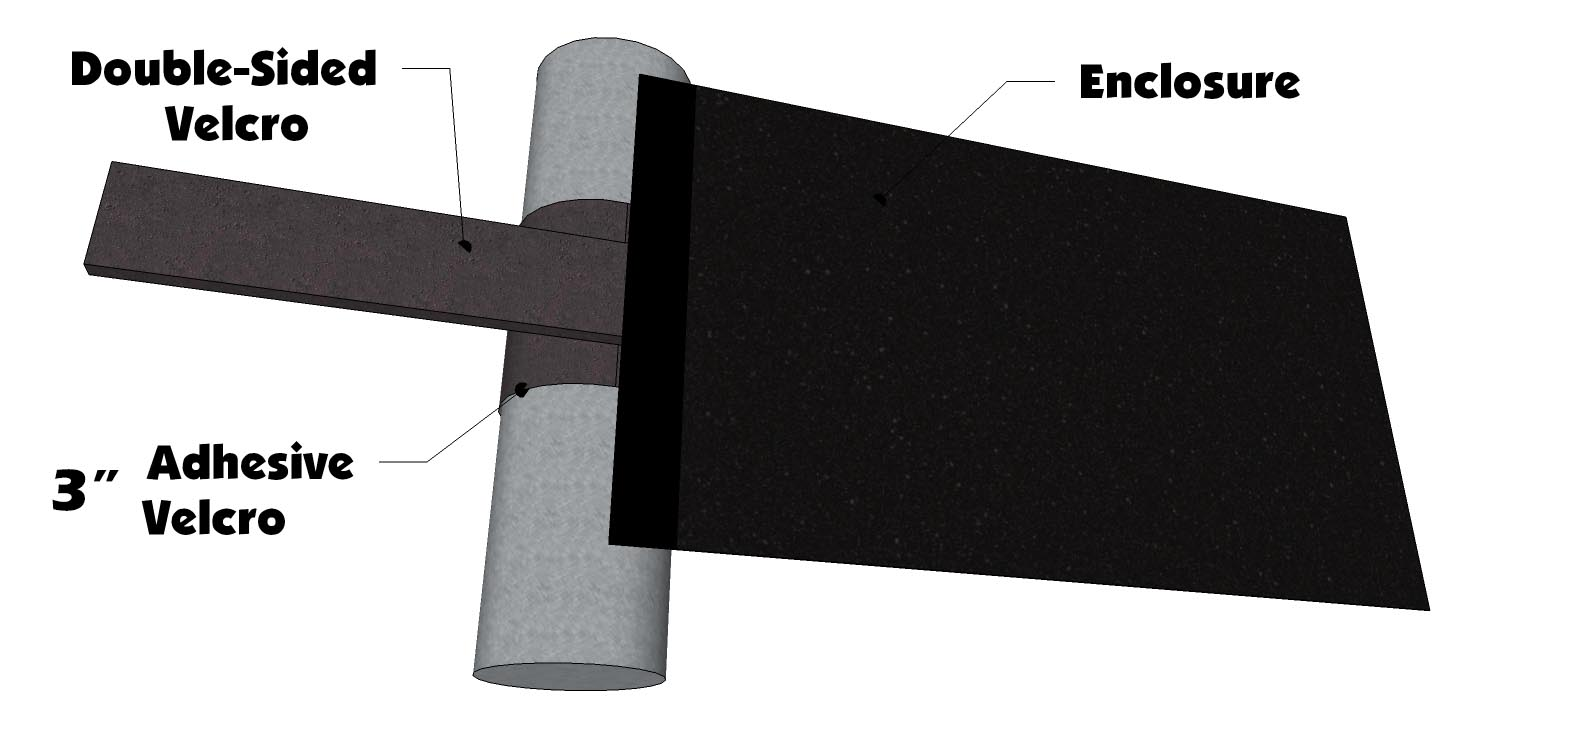 Double-Sided
Velcro
Enclosure
3" Adhesive
Velcro